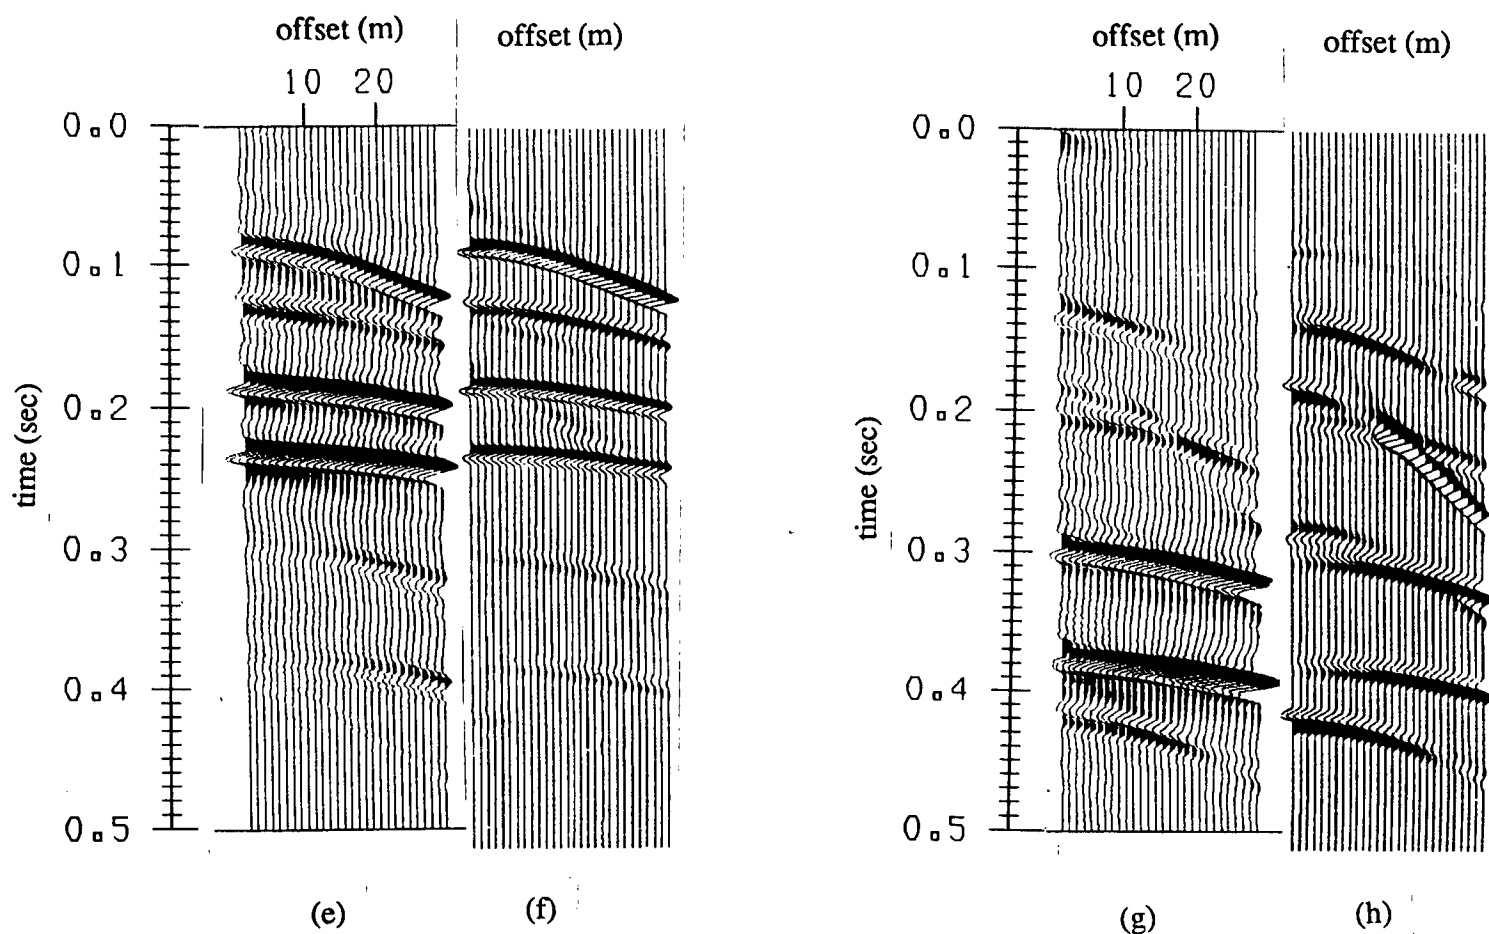 offset (m) offset (m) offset (m) offset (m)
10 20 10 20
0.0 0.0
0.1 0.1
0.2 0.2
time (sec) time (sec)
0.3 0.3
0.4 0.4
0.5 0.5
(e) (f) (g) (h)